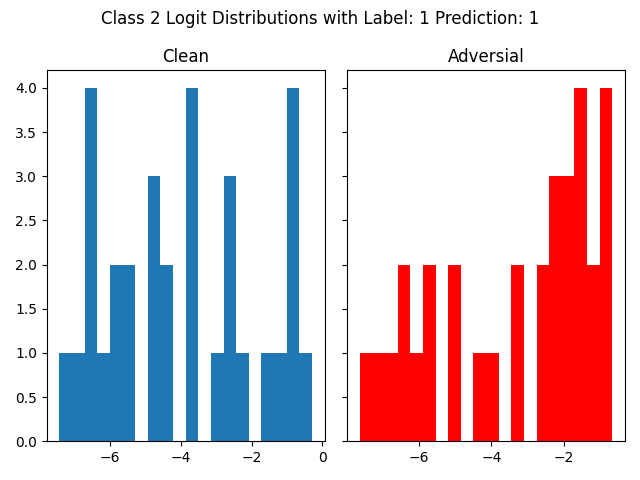 Class 2 Logit Distributions with Label: 1 Prediction: 1
Clean
Adversial
4.0
3.5
3.0
2.5
2.0
1.5
1.0
0.5
0.0
−6 −4 −2 0
−6 −4 −2